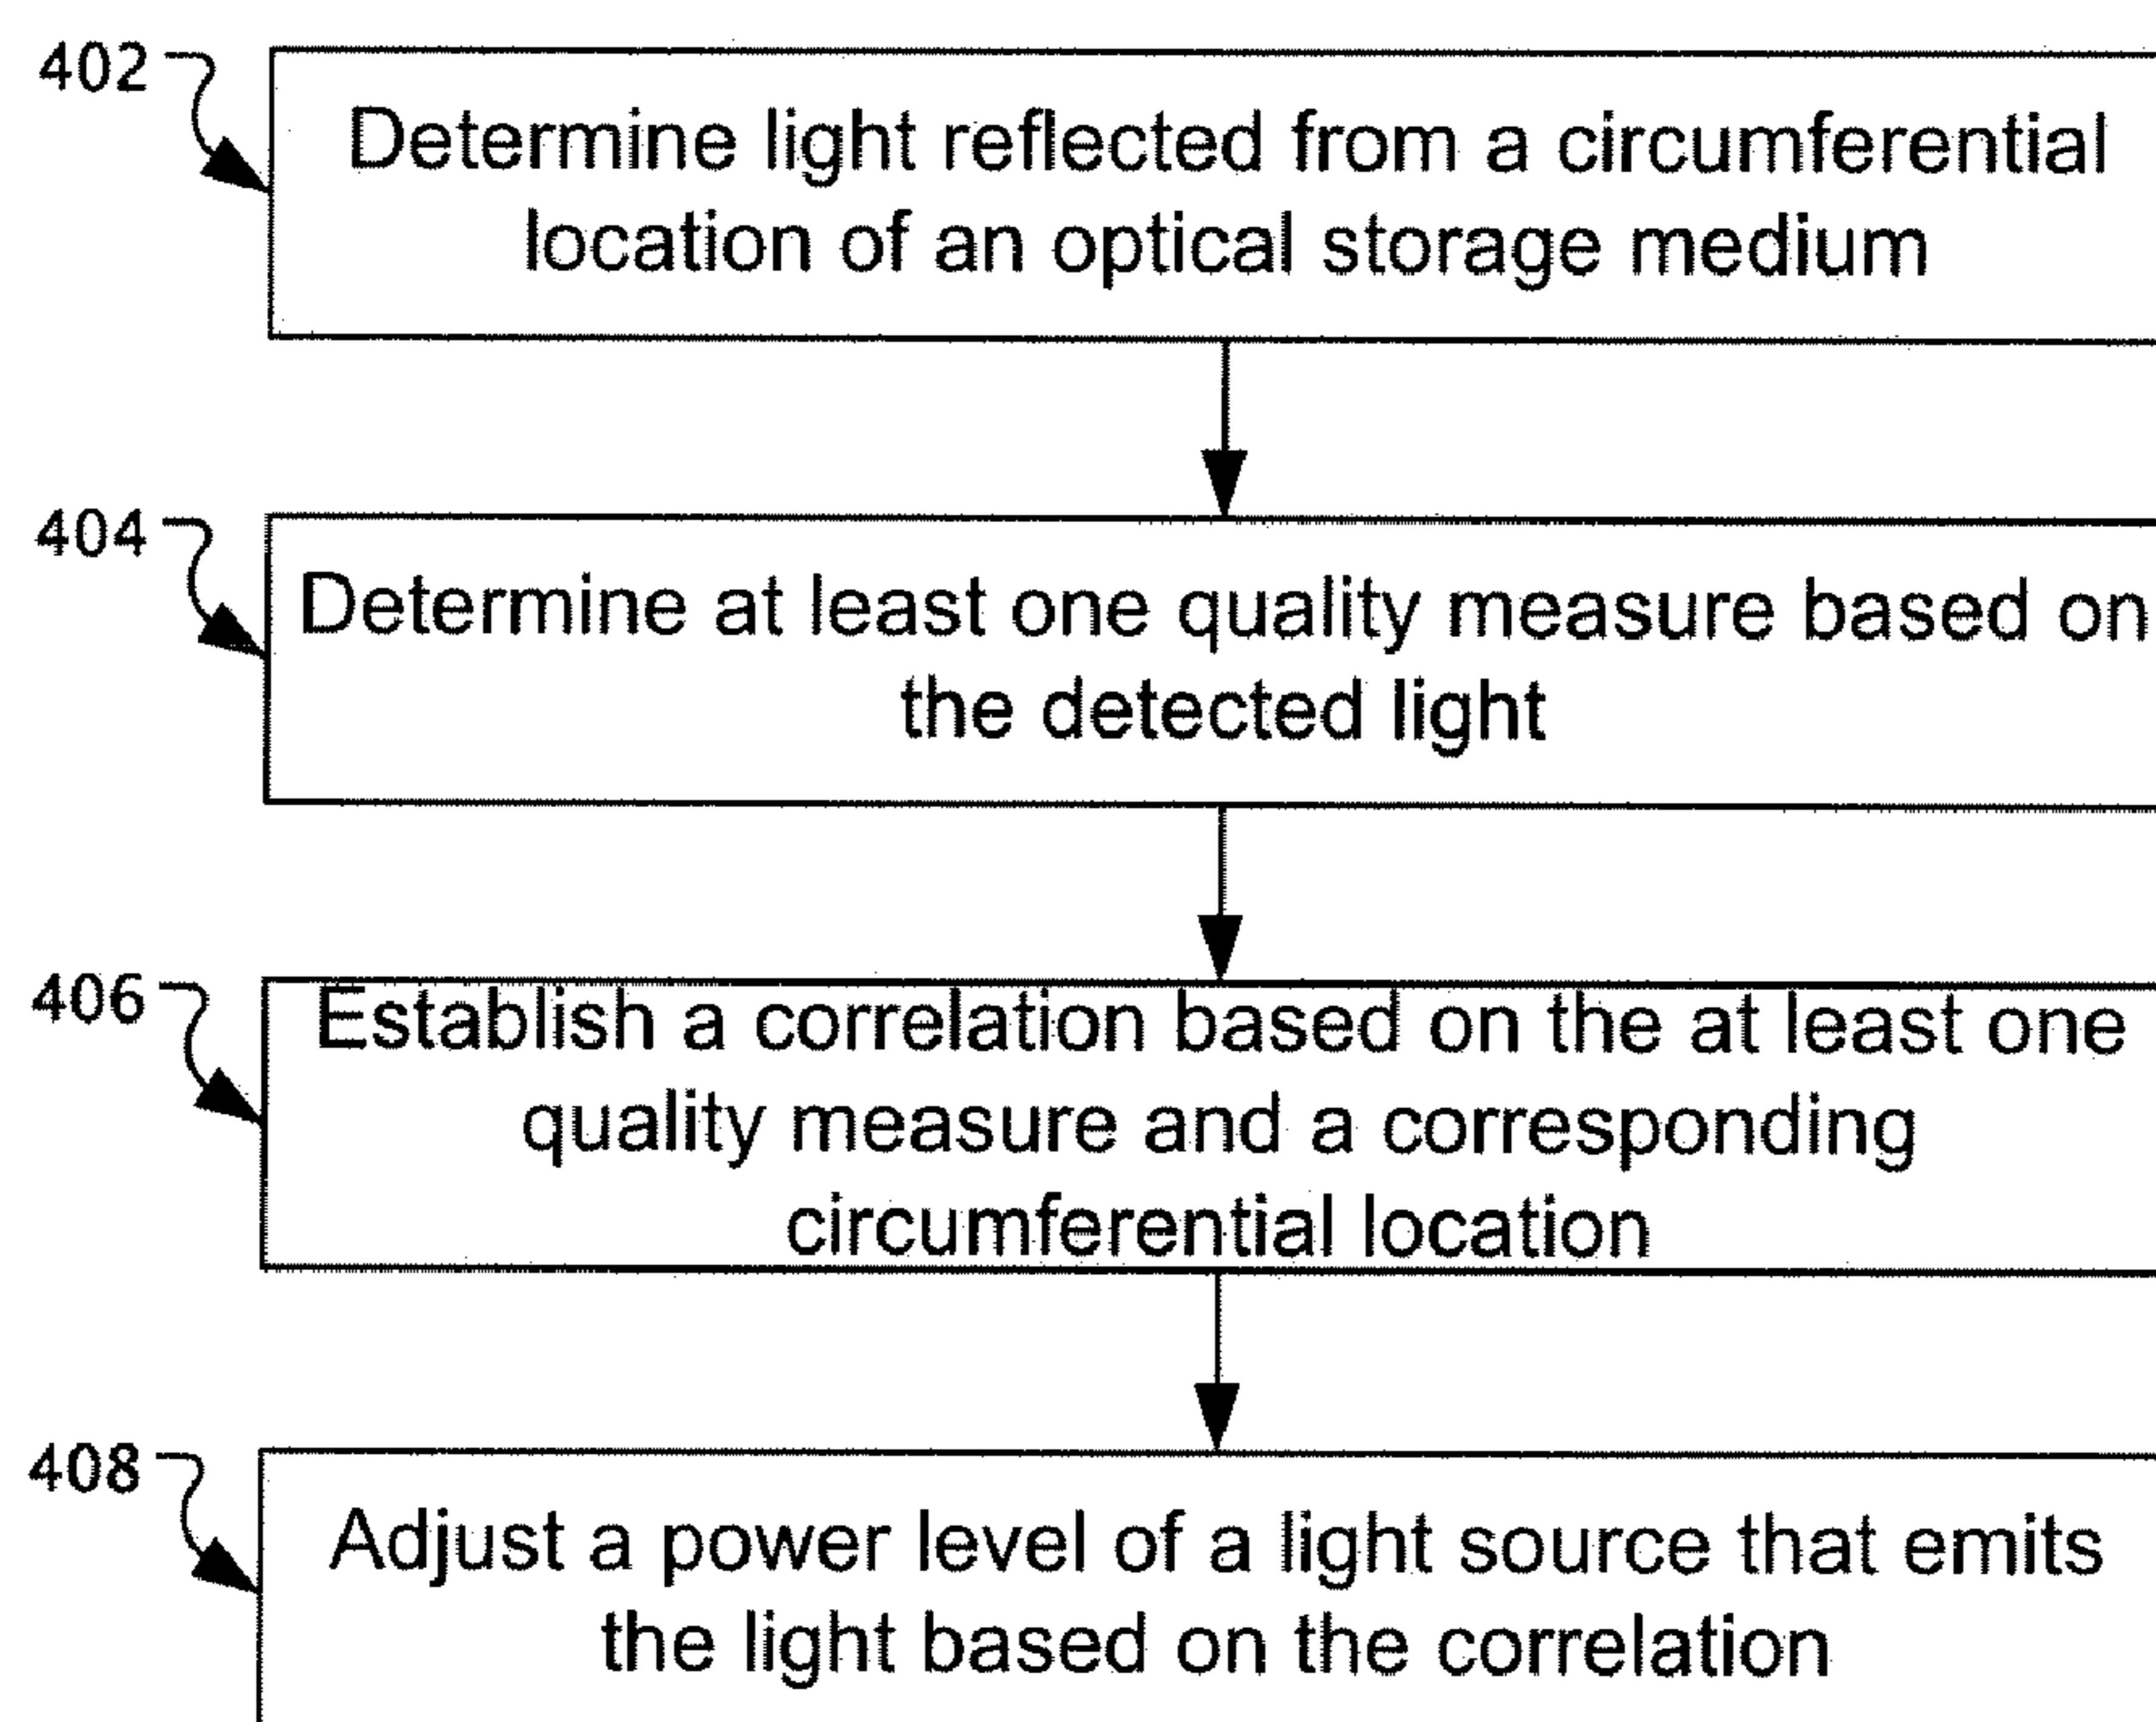 402
Determine light reflected from a circumferential
location of an optical storage medium
404
Determine at least one quality measure based on
the detected light
406
Establish a correlation based on the at least one
quality measure and a corresponding
circumferential location
408
Adjust a power level of a light source that emits
the light based on the correlation